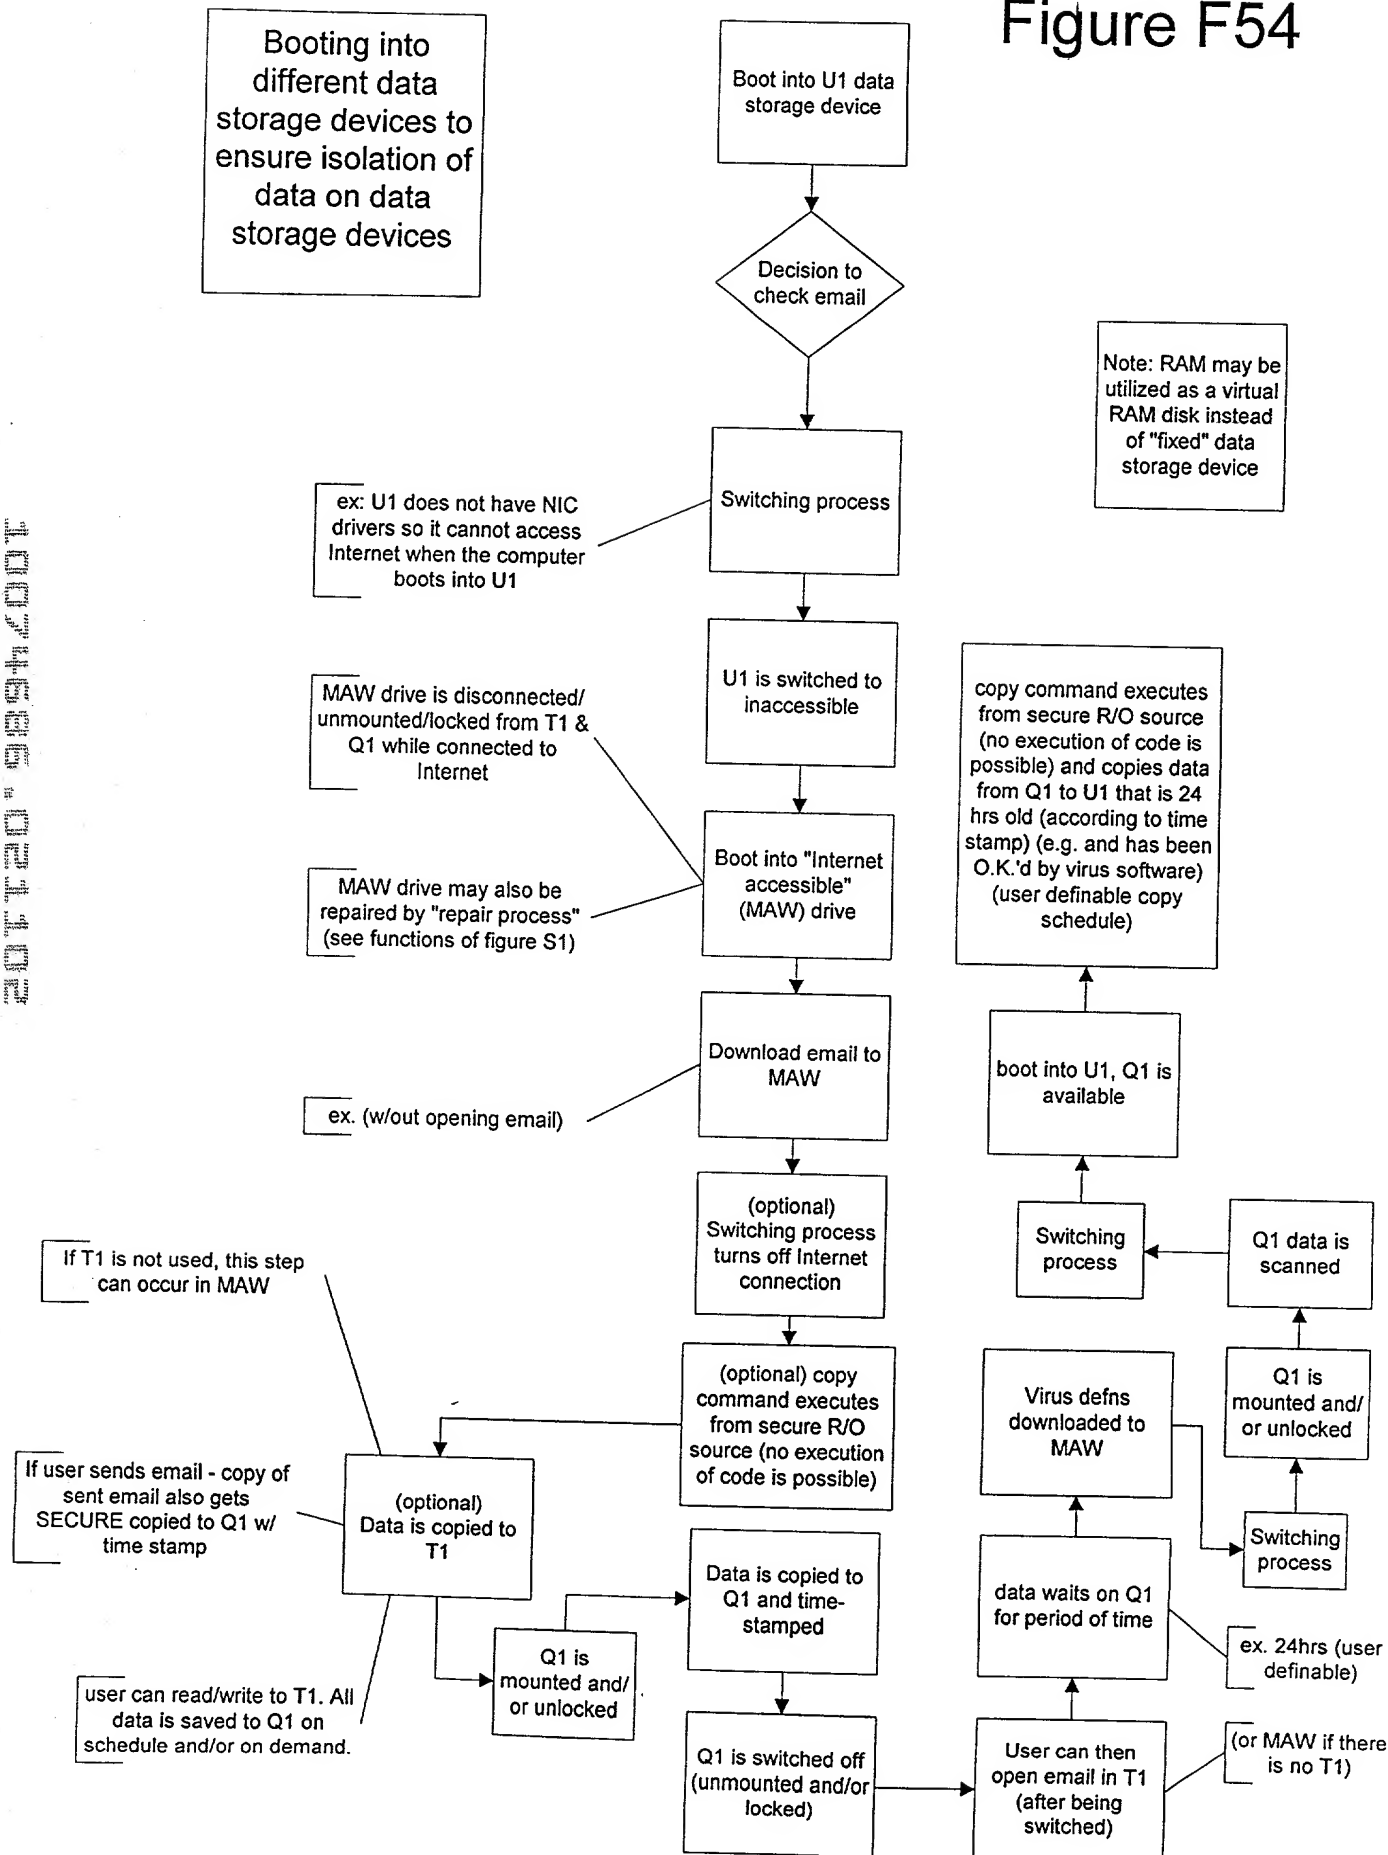 Figure F54
Booting into
different data
storage devices to
ensure isolation of
data on data
storage devices
Boot into U1 data
storage device
Decision to
check email
Note: RAM may be
utilized as a virtual
RAM disk instead
of "fixed" data
storage device
Switching process
ex: U1 does not have NIC
drivers so it cannot access
Internet when the computer
boots into U1
U1 is switched to
inaccessible
MAW drive is disconnected/
unmounted/locked from T1 &
Q1 while connected to
Internet
Boot into "Internet
accessible"
(MAW) drive
MAW drive may also be
repaired by "repair process"
(see functions of figure S1)
Download email to
MAW
ex. (w/out opening email)
(optional)
Switching process
turns off Internet
connection
(optional) copy
command executes
from secure R/O
source (no execution
of code is possible)
If T1 is not used, this step
can occur in MAW
(optional)
Data is copied to
T1
If user sends email - copy of
sent email also gets
SECURE copied to Q1 w/
time stamp
user can read/write to T1. All
data is saved to Q1 on
schedule and/or on demand.
Q1 is
mounted and/
or unlocked
Data is copied to
Q1 and time-
stamped
Q1 is switched off
(unmounted and/or
locked)
User can then
open email in T1
(after being
switched)
(or MAW if there
is no T1)
data waits on Q1
for period of time
ex. 24hrs (user
definable)
Virus defns
downloaded to
MAW
Switching
process
Q1 is
mounted and/
or unlocked
Q1 data is
scanned
Switching
process
boot into U1, Q1 is
available
copy command executes
from secure R/O source
(no execution of code is
possible) and copies data
from Q1 to U1 that is 24
hrs old (according to time
stamp) (e.g. and has been
O.K.'d by virus software)
(user definable copy
schedule)